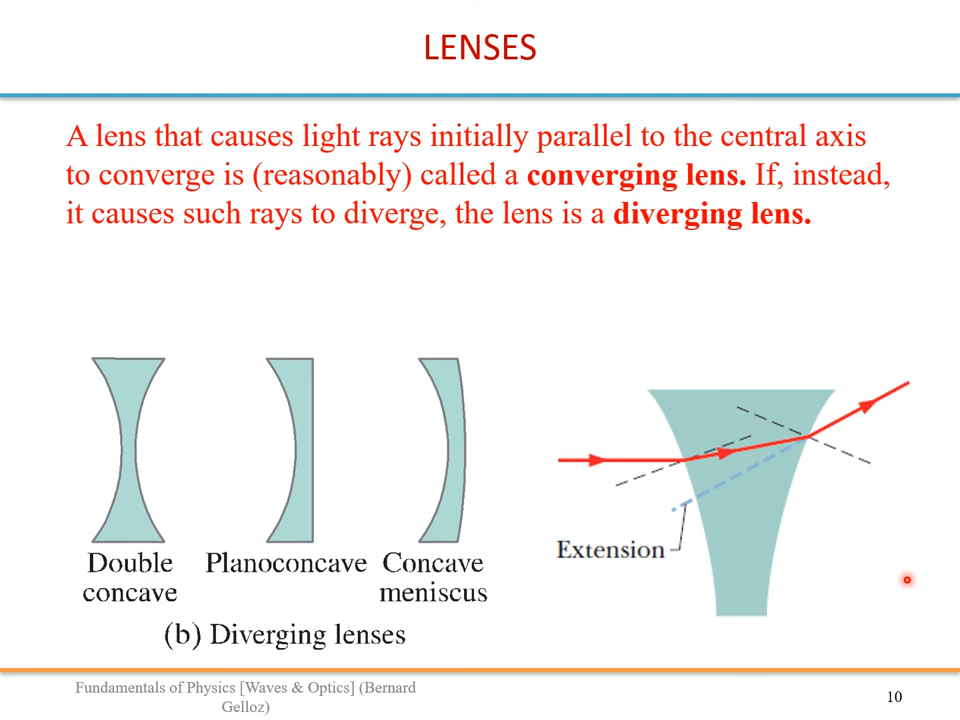 LENSES
A lens that causes light rays initially parallel to the central axis
to converge is (reasonably) called a converging lens. If, instead,
it causes such rays to diverge, the lens is a diverging lens.
Extension
Double
concave
Planoconcave
Concave
meniscus
(b) Diverging lenses
Fundamentals of Physics [Waves & Optics] (Bernard
Gelloz)
10